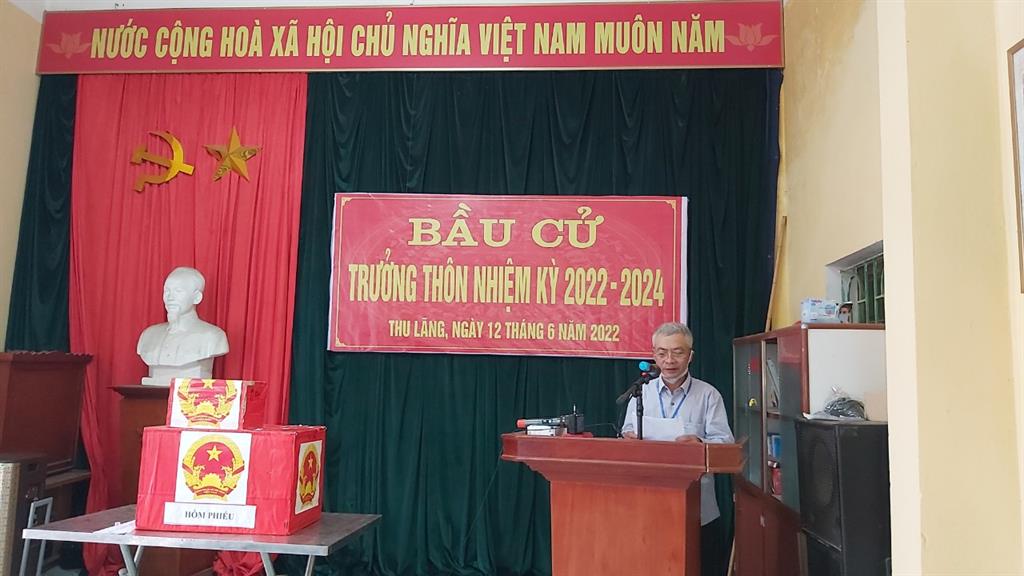 NƯỚC CỘNG HOÀ XÃ HỘI CHỦ NGHĨA VIỆT NAM MUÔN NĂM
BẦU CỬ
TRƯỞNG THÔN NHIỆM KỲ 2022 - 2024
THU LÃNG, NGÀY 12 THÁNG 6 NĂM 2022
HÒM PHIẾU